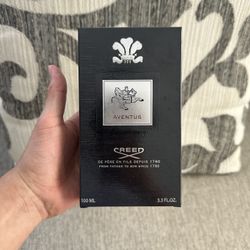 AVENTUS
CREED
DE PÈRE EN FILS DEPUIS 1760
FROM FATHER TO SON SINCE 1760
100 ML 3.3 FL.OZ.